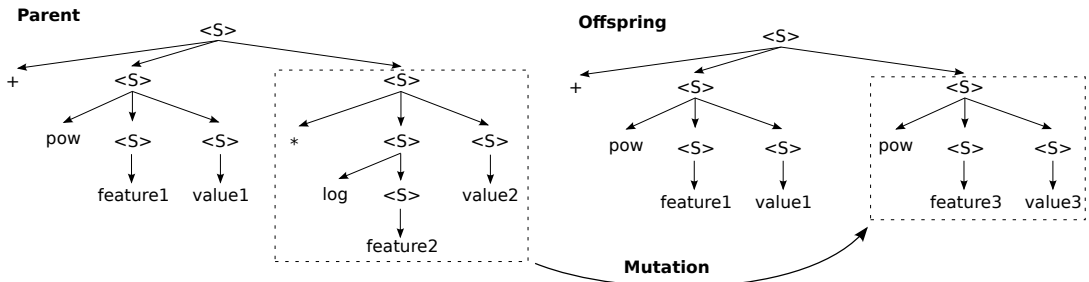 Parent
<S>
+ <S> <S>
pow <S> <S> * <S> <S>
feature1 value1 log <S> value2
feature2
Offspring
<S>
+ <S> <S>
pow <S> <S> pow <S> <S>
feature1 value1 feature3 value3
Mutation